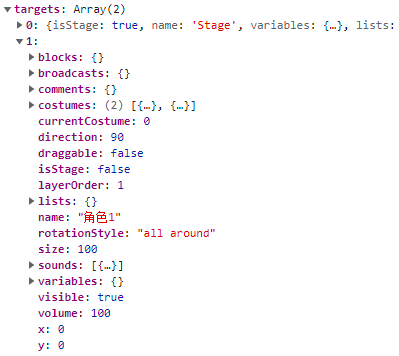 ▼ targets: Array(2)
▶ 0: {isStage: true, name: 'Stage', variables: {…}, lists:
▼ 1:
▶ blocks: {}
▶ broadcasts: {}
▶ comments: {}
▶ costumes: (2) [{…}, {…}]
currentCostume: 0
direction: 90
draggable: false
isStage: false
layerOrder: 1
▶ lists: {}
name: "角色1"
rotationStyle: "all around"
size: 100
▶ sounds: [{…}]
▶ variables: {}
visible: true
volume: 100
x: 0
y: 0